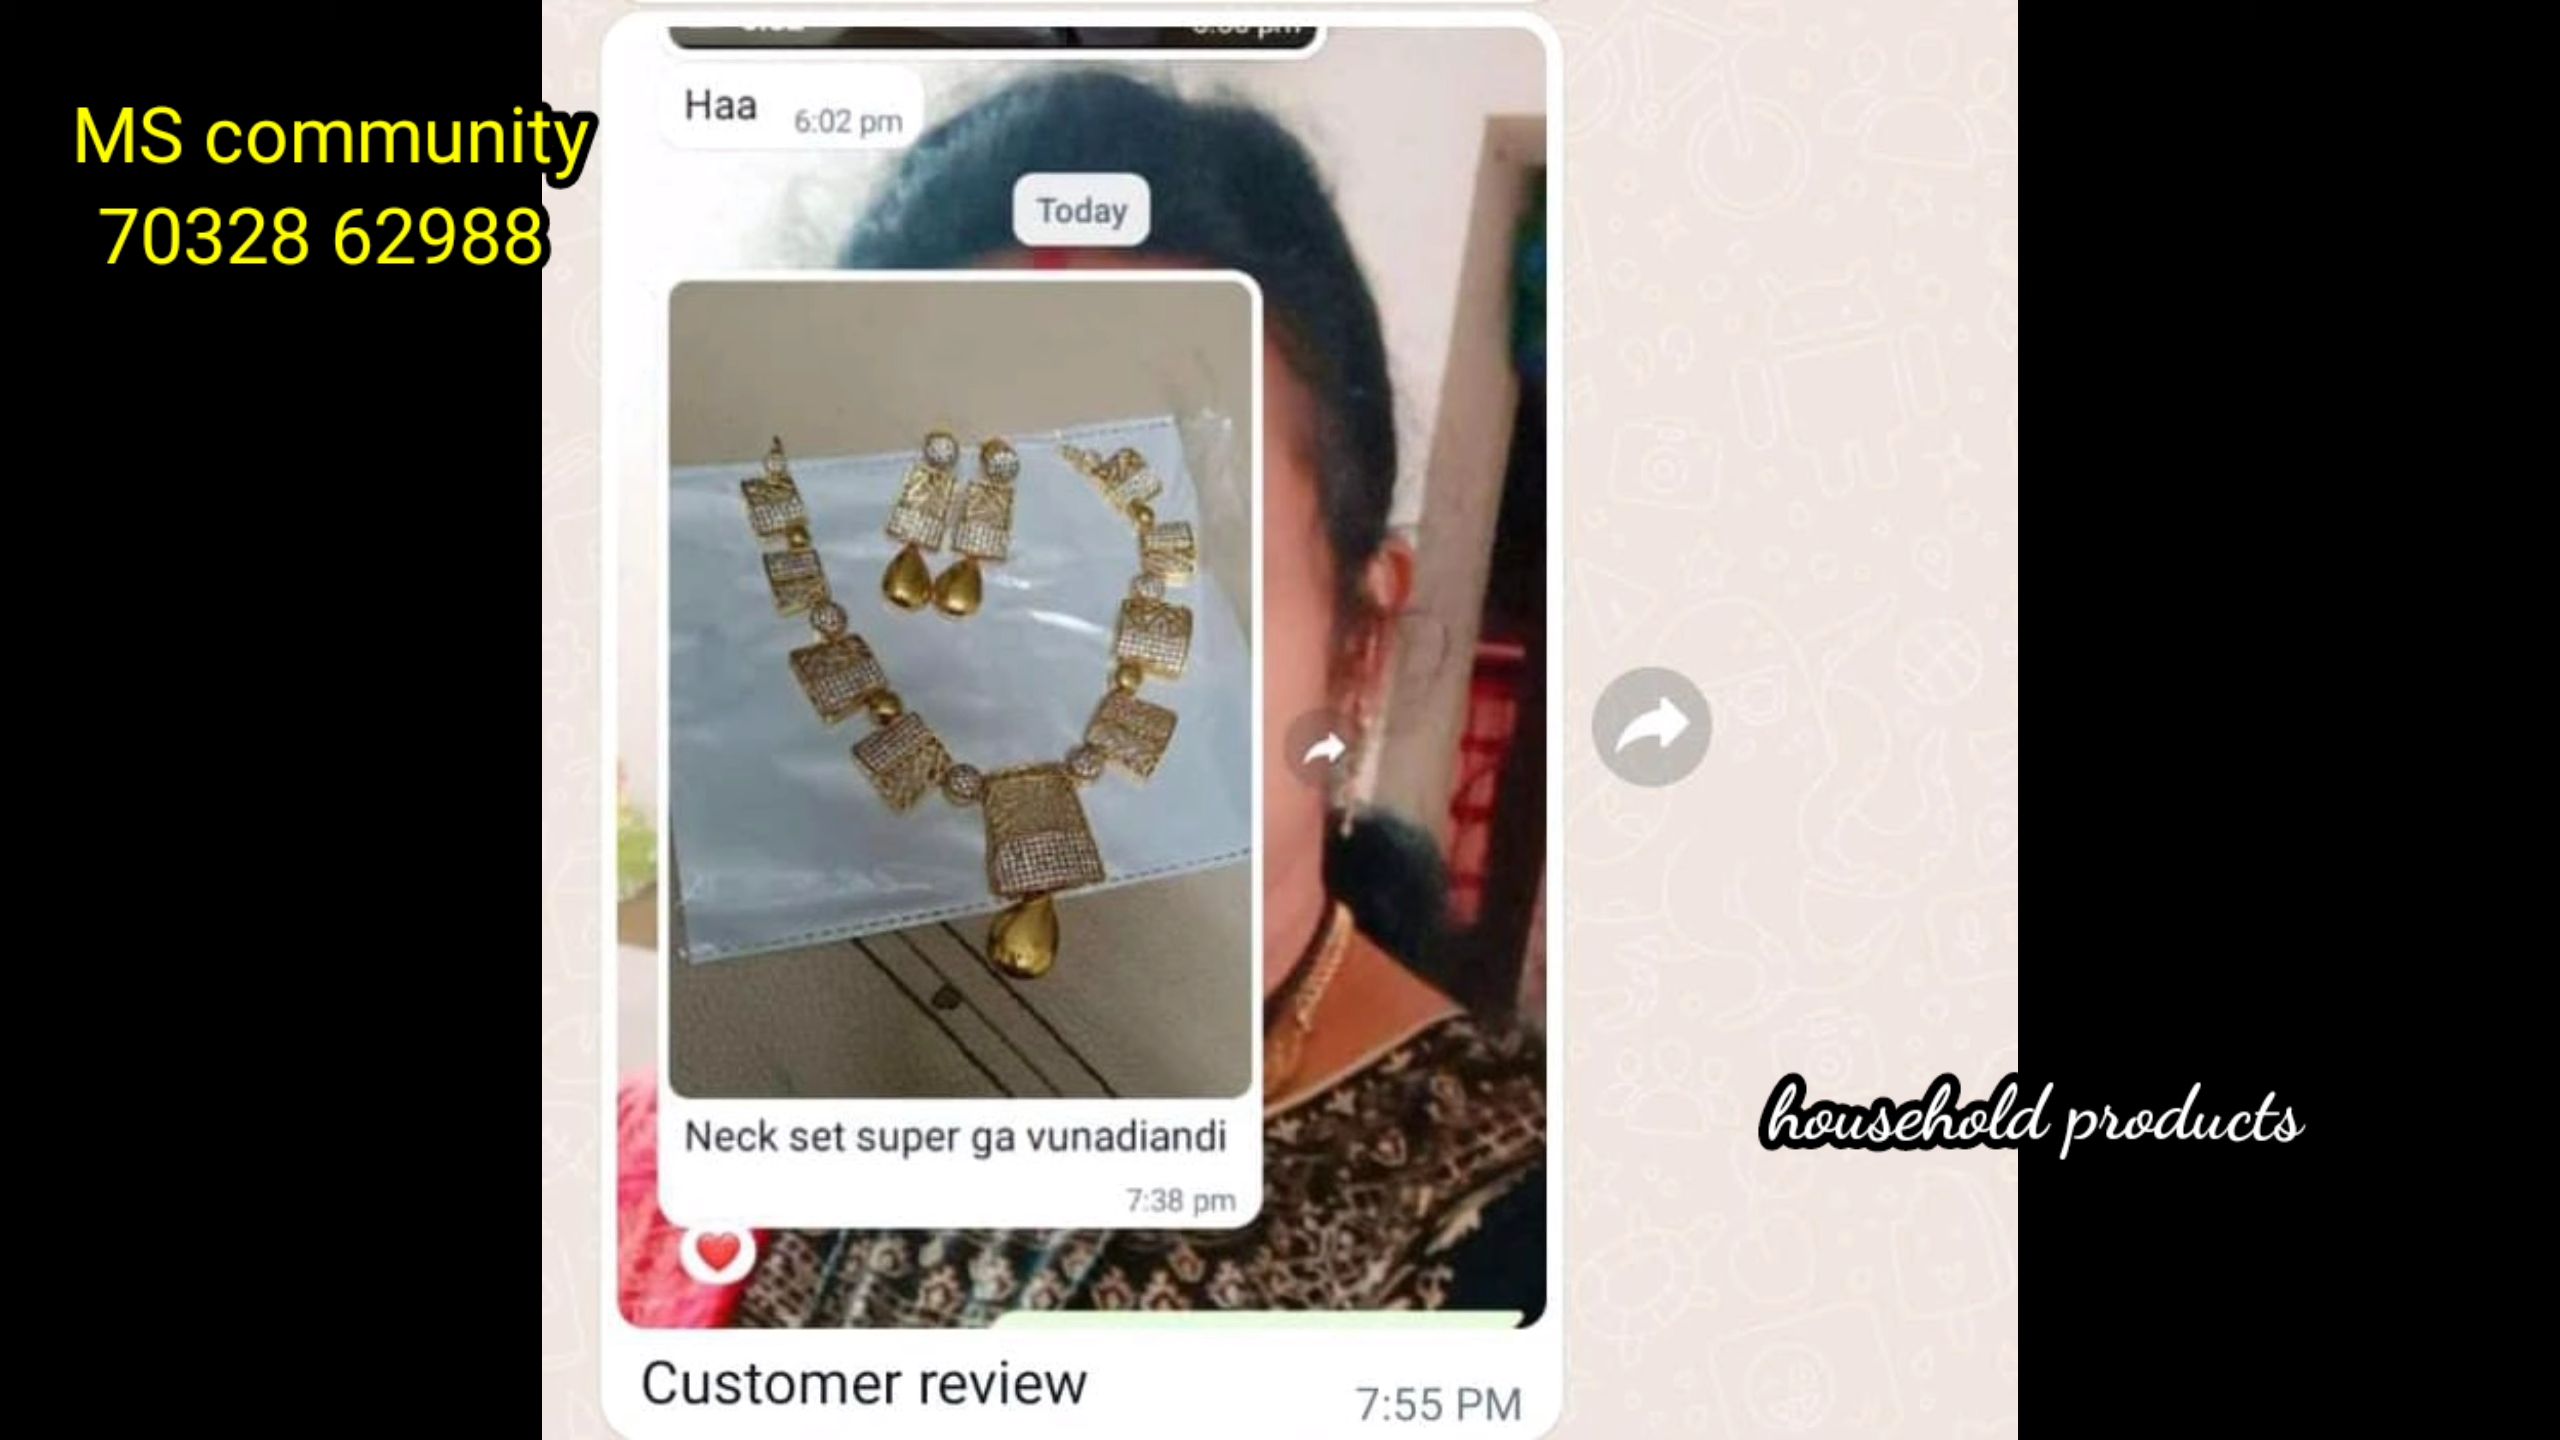 MS community
70328 62988
Haa 6:02 pm
Today
Neck set super ga vunadiandi
7:38 pm
household products
Customer review 7:55 PM